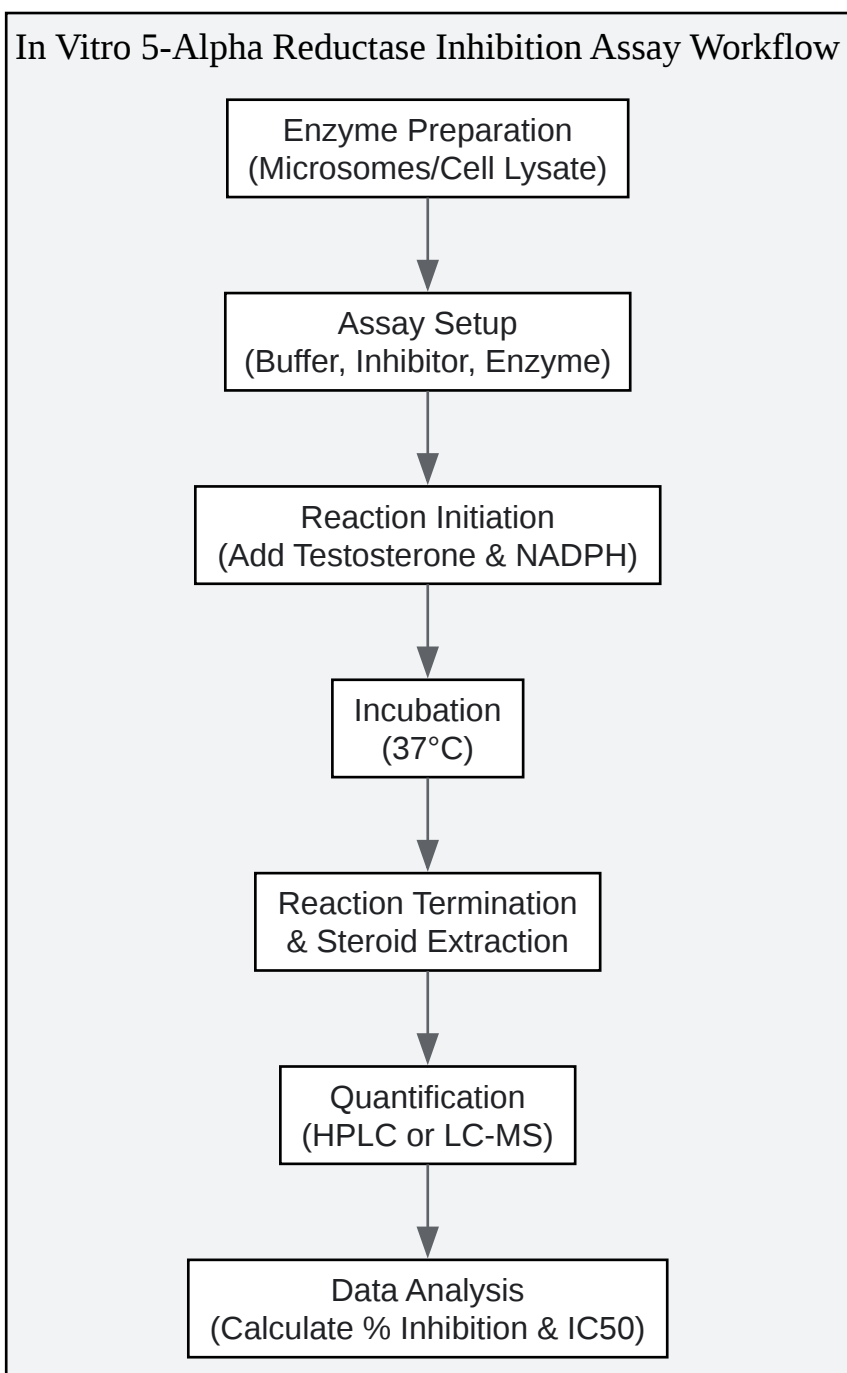 In Vitro 5-Alpha Reductase Inhibition Assay Workflow
Enzyme Preparation
(Microsomes/Cell Lysate)
Assay Setup
(Buffer, Inhibitor, Enzyme)
Reaction Initiation
(Add Testosterone & NADPH)
Incubation
(37°C)
Reaction Termination
& Steroid Extraction
Quantification
(HPLC or LC-MS)
Data Analysis
(Calculate % Inhibition & IC50)